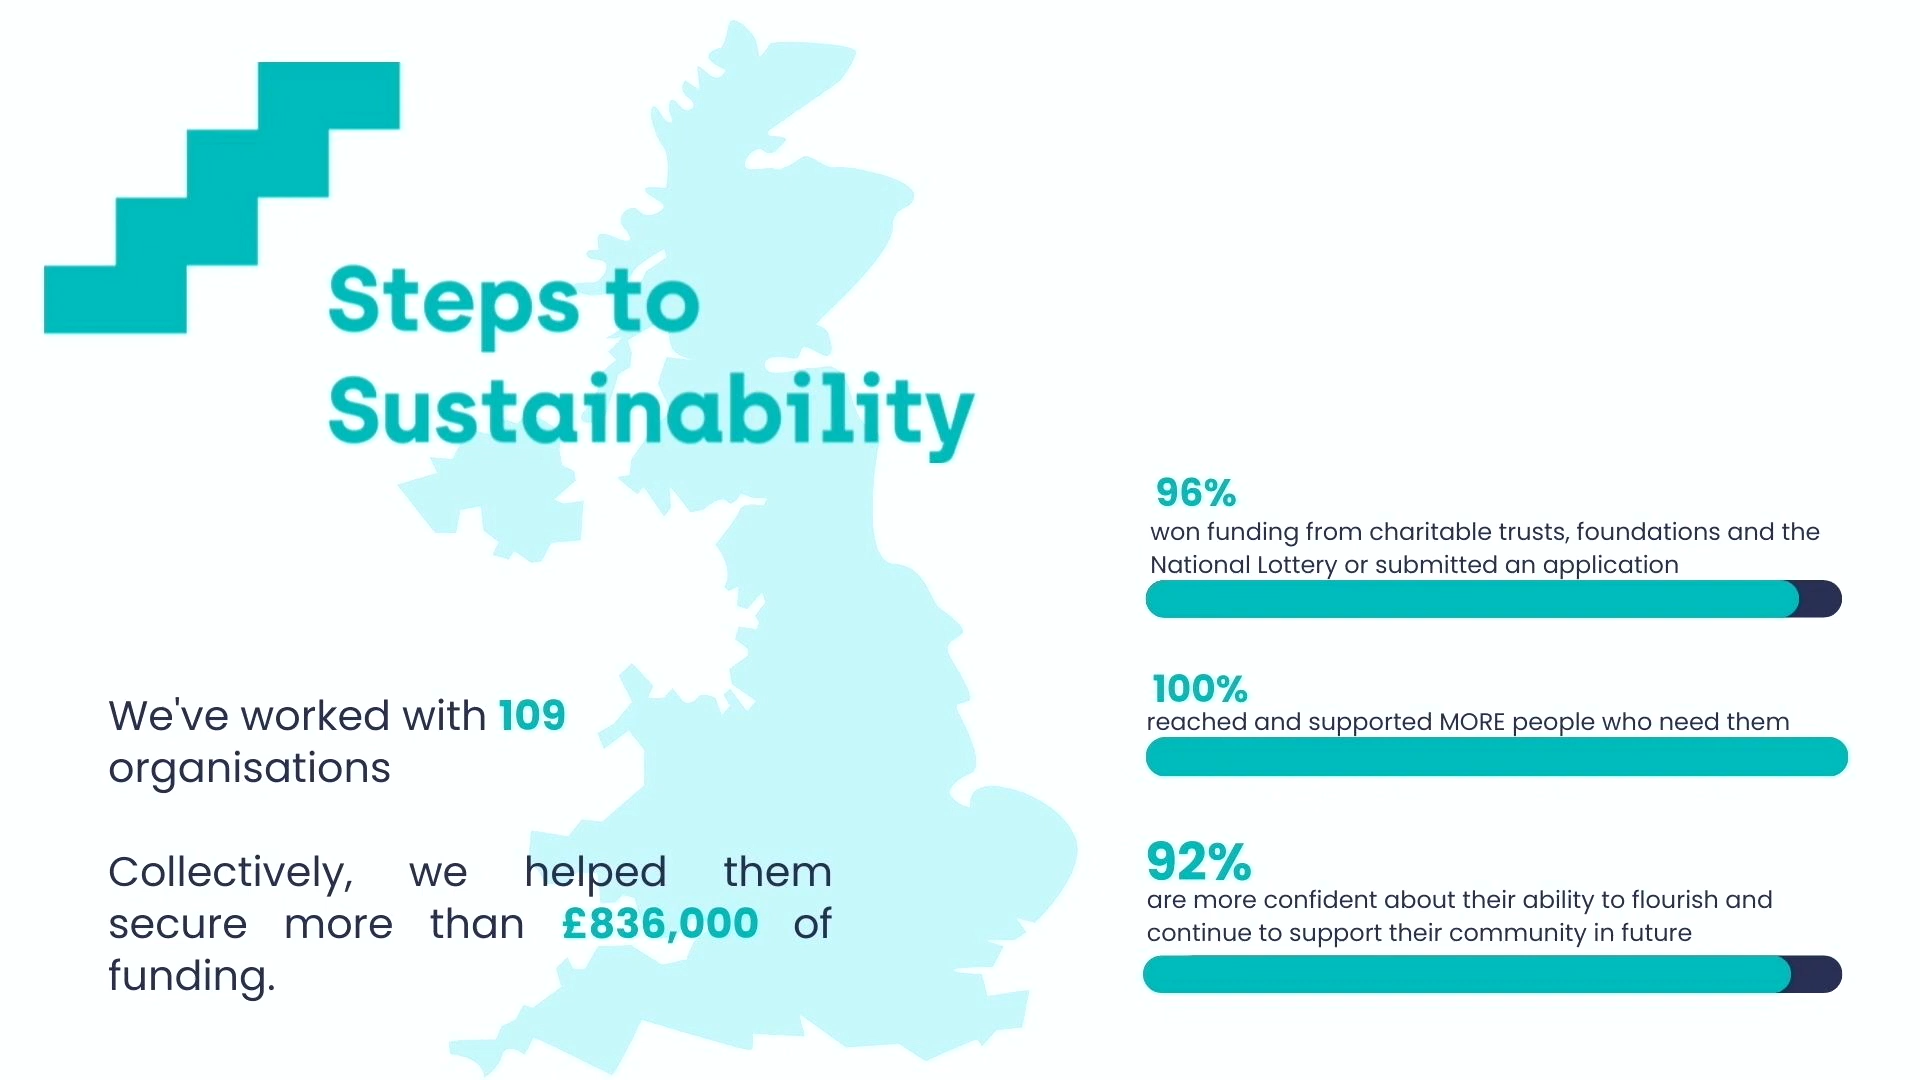 Steps to
Sustainability
We've worked with 109
organisations
Collectively, we helped them
secure more than £836,000 of
funding.
96%
won funding from charitable trusts, foundations and the
National Lottery or submitted an application
100%
reached and supported MORE people who need them
92%
are more confident about their ability to flourish and
continue to support their community in future